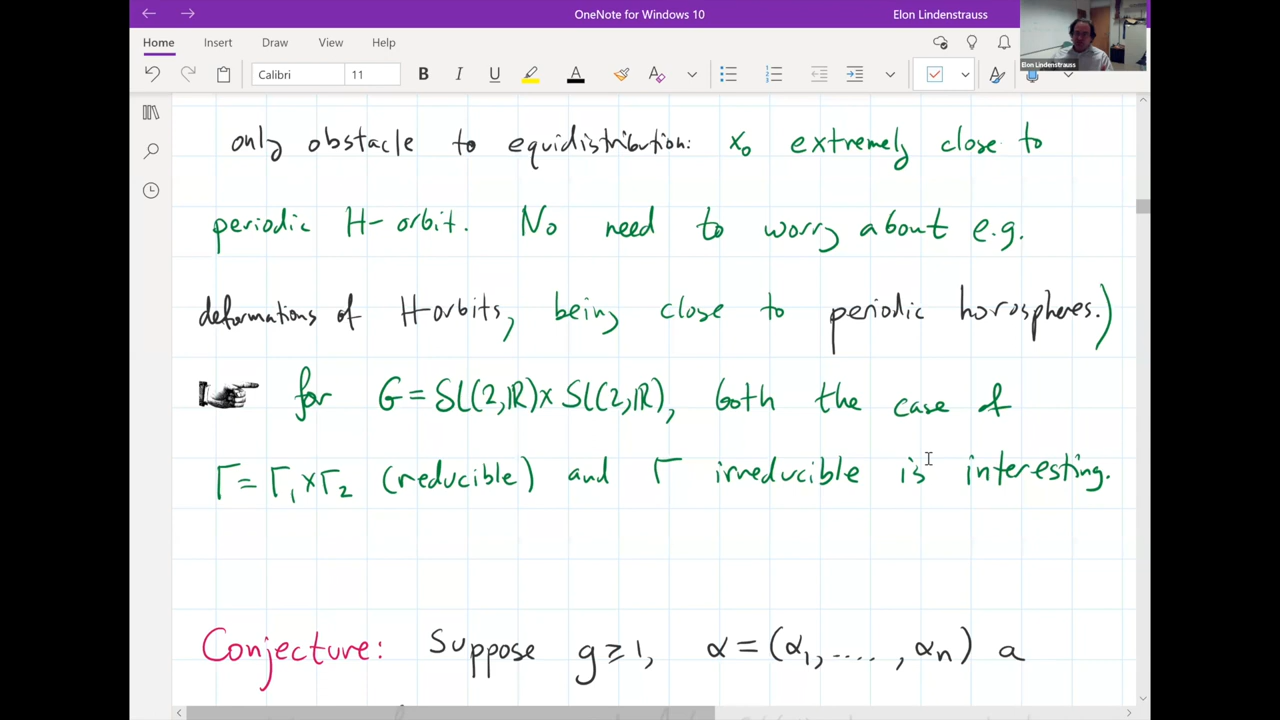 OneNote for Windows 10
Elon Lindenstrauss
Home Insert Draw View Help
Elon Lindenstrauss
Calibri 11 B I U A
only obstacle to equidistribution: x₀ extremely close to
periodic H-orbit. No need to worry about e.g.
deformations of H orbits, being close to periodic horospheres.)
for G = SL(2,ℝ)x SL(2,ℝ), both the case of
Γ = Γ₁ x Γ₂ (reducible) and Γ irreducible is interesting.
Conjecture: Suppose g ≥ 1, α = (α₁, ...., αn) a